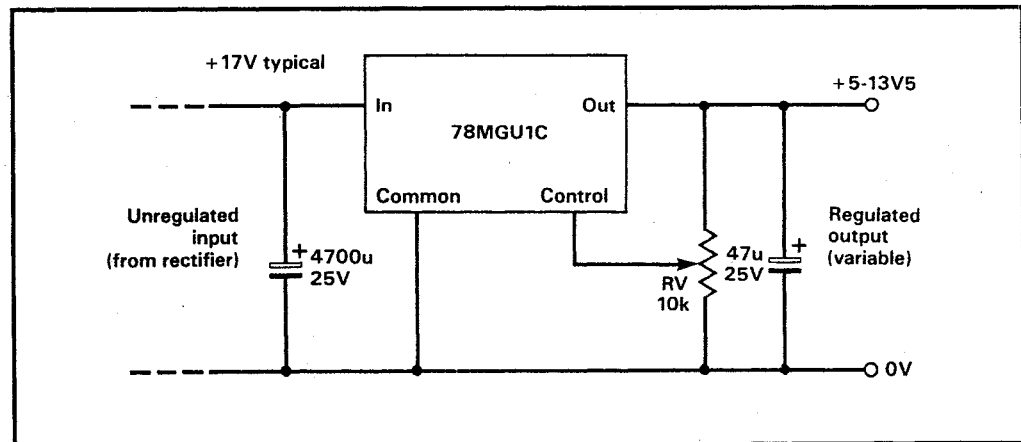 +17V typical
+5-13V5
In
Out
78MGU1C
Common
Control
Unregulated
input
(from rectifier)
+
4700u
25V
RV
10k
47u
25V
+
Regulated
output
(variable)
0V